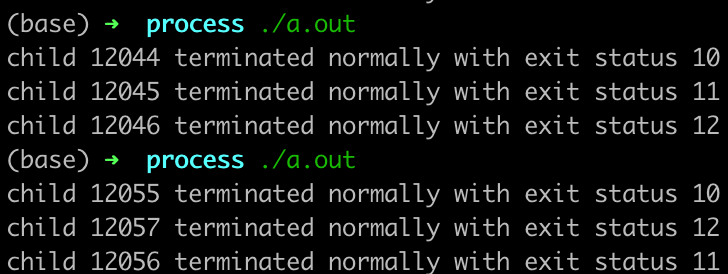 (base) ➜  process ./a.out
child 12044 terminated normally with exit status 10
child 12045 terminated normally with exit status 11
child 12046 terminated normally with exit status 12
(base) ➜  process ./a.out
child 12055 terminated normally with exit status 10
child 12057 terminated normally with exit status 12
child 12056 terminated normally with exit status 11